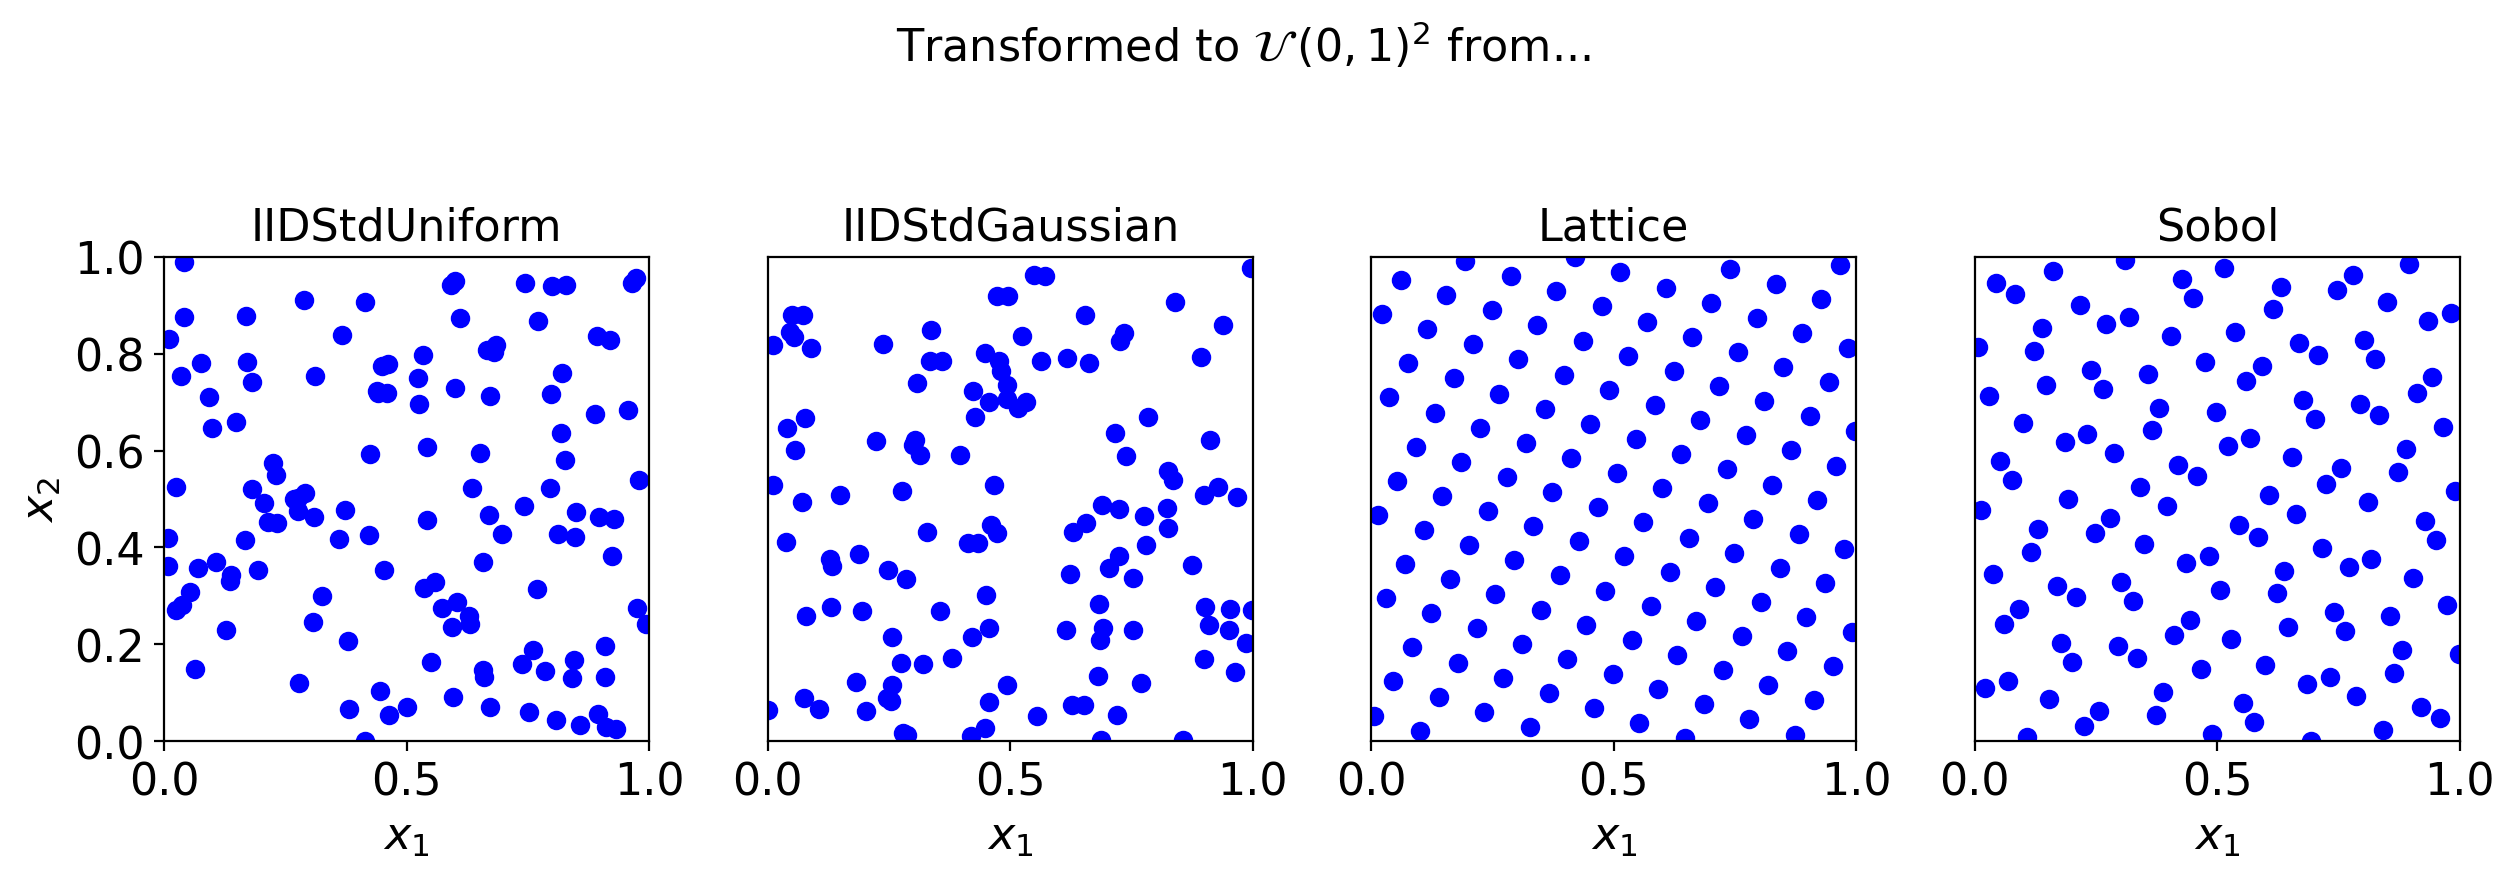 Transformed to 𝒰(0, 1)² from...
IIDStdUniform IIDStdGaussian Lattice Sobol
1.0
0.8
0.6
0.4
0.2
0.0
x₂
0.0 0.5 1.0 0.0 0.5 1.0 0.0 0.5 1.0 0.0 0.5 1.0
x₁ x₁ x₁ x₁